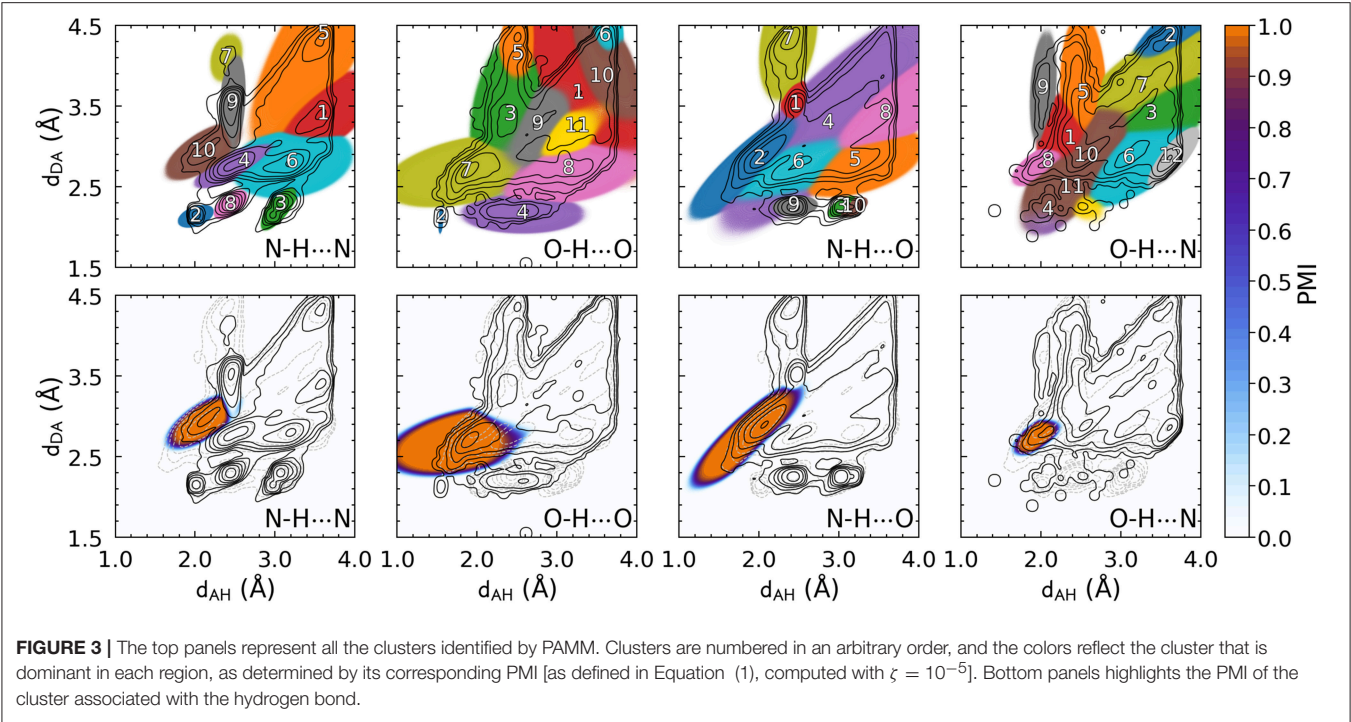 4.5
3.5
2.5
1.5
d_DA (Å)
7
5
9
1
10
4
6
2
8
3
N-H···N
5
6
10
3
1
9
11
7
8
2
4
O-H···O
7
1
4
8
2
6
5
9
3
10
N-H···O
2
9
5
7
3
1
8
10
6
12
11
4
O-H···N
1.0
0.9
0.8
0.7
0.6
0.5
0.4
0.3
0.2
0.1
0.0
PMI
4.5
3.5
2.5
1.5
d_DA (Å)
N-H···N
O-H···O
N-H···O
O-H···N
1.0 2.0 3.0 4.0
1.0 2.0 3.0 4.0
1.0 2.0 3.0 4.0
1.0 2.0 3.0 4.0
d_AH (Å)
d_AH (Å)
d_AH (Å)
d_AH (Å)
FIGURE 3 | The top panels represent all the clusters identified by PAMM. Clusters are numbered in an arbitrary order, and the colors reflect the cluster that is
dominant in each region, as determined by its corresponding PMI [as defined in Equation (1), computed with ζ = 10⁻⁵]. Bottom panels highlights the PMI of the
cluster associated with the hydrogen bond.